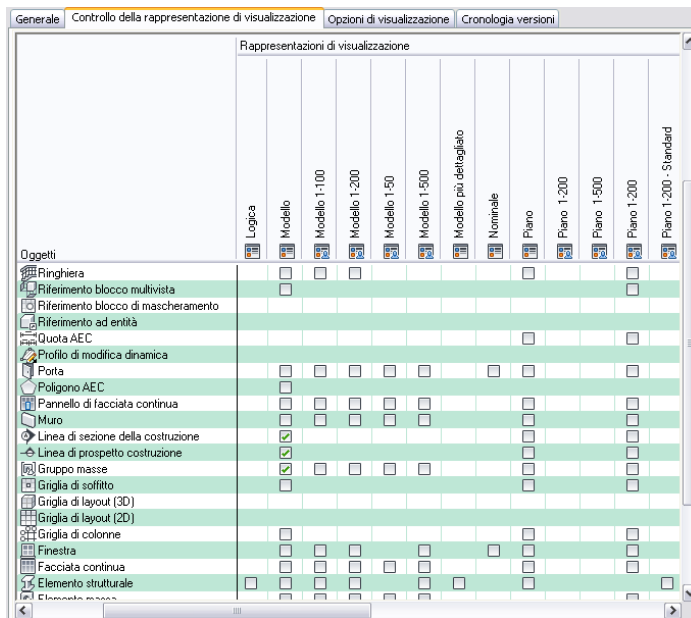 Generale
Controllo della rappresentazione di visualizzazione
Opzioni di visualizzazione
Cronologia versioni
Rappresentazioni di visualizzazione
Oggetti
Logica
Modello
Modello 1-100
Modello 1-200
Modello 1-50
Modello 1-500
Modello più dettagliato
Nominale
Piano
Piano 1-200
Piano 1-500
Piano 1-200
Piano 1-200 - Standard
Ringhiera
Riferimento blocco multivista
Riferimento blocco di mascheramento
Riferimento ad entità
Quota AEC
Profilo di modifica dinamica
Porta
Poligono AEC
Pannello di facciata continua
Muro
Linea di sezione della costruzione
Linea di prospetto costruzione
Gruppo masse
Griglia di soffitto
Griglia di layout (3D)
Griglia di layout (2D)
Griglia di colonne
Finestra
Facciata continua
Elemento strutturale
Elemento massa